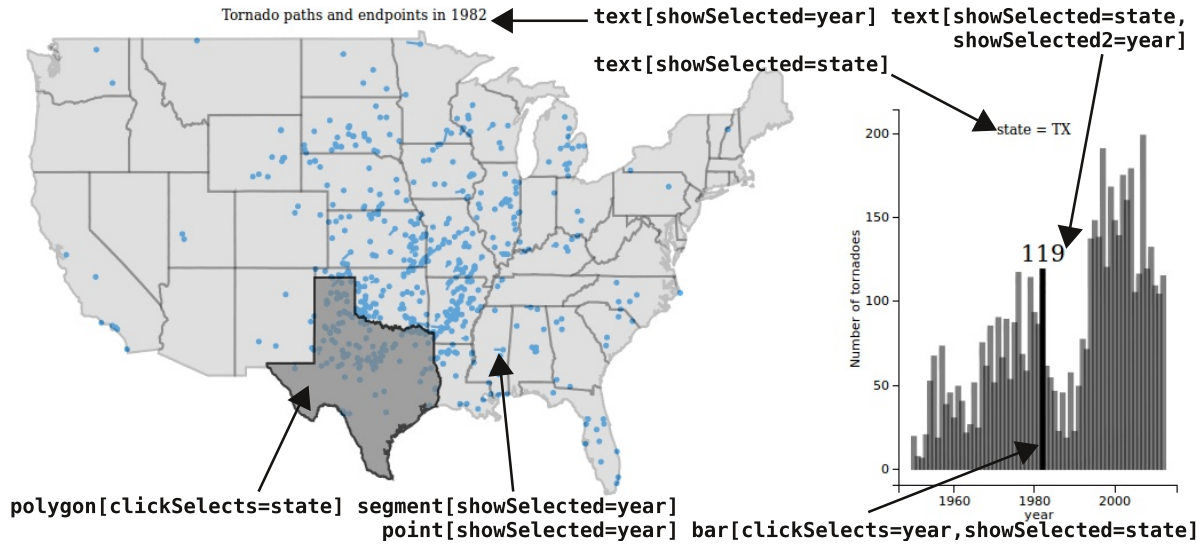 Tornado paths and endpoints in 1982
text[showSelected=year] text[showSelected=state,
showSelected2=year]
text[showSelected=state]
state = TX
119
Number of tornadoes
200
150
100
50
0
1960 1980 2000
year
polygon[clickSelects=state] segment[showSelected=year]
point[showSelected=year] bar[clickSelects=year,showSelected=state]